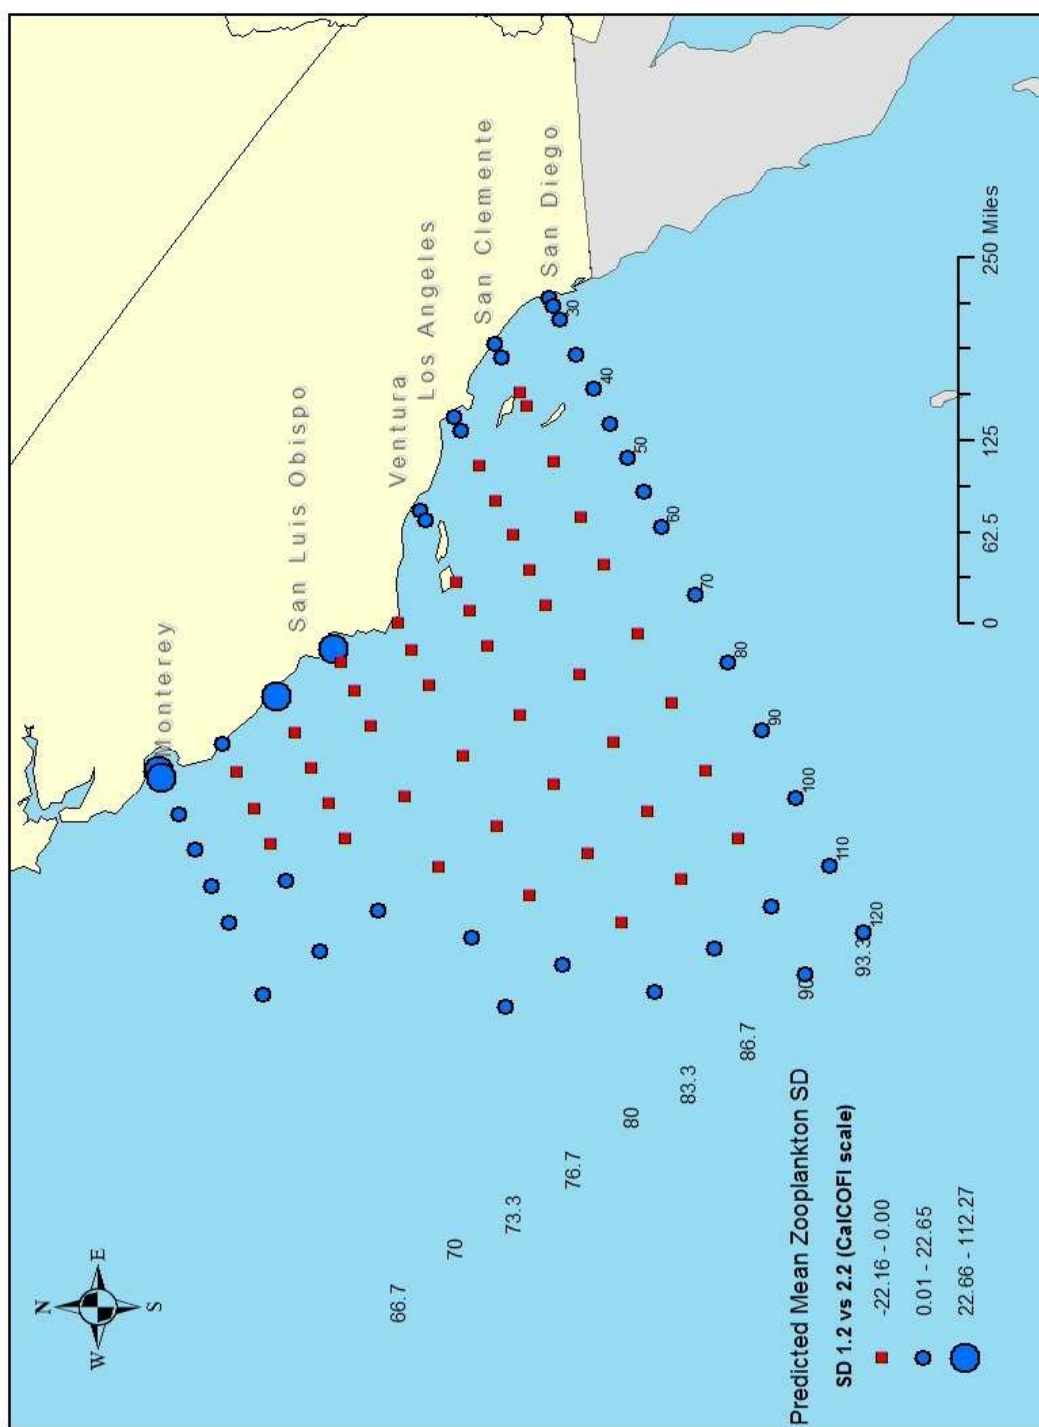 N
W
E
S
Monterey
San Luis Obispo
Ventura
Los Angeles
San Clemente
San Diego
30
40
50
60
70
80
90
100
110
120
66.7
70
73.3
76.7
80
83.3
86.7
90
93.3
Predicted Mean Zooplankton SD
SD 1.2 vs 2.2 (CalCOFI scale)
-22.16 - 0.00
0.01 - 22.65
22.66 - 112.27
0 62.5 125 250 Miles